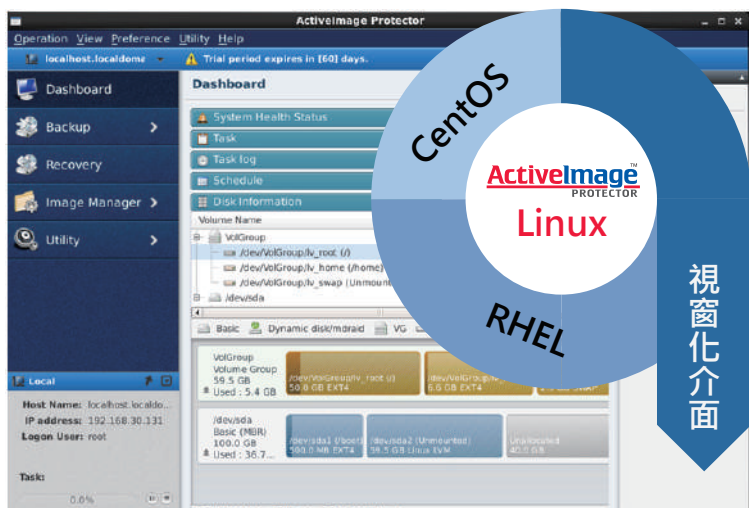 ActiveImage Protector
Operation View Preference Utility Help
localhost.localdoma
Trial period expires in [60] days.
Dashboard
Backup
Recovery
Image Manager
Utility
Dashboard
System Health Status
Task
Task log
Schedule
Disk Information
Volume Name
VolGroup
/dev/VolGroup/lv_root (/)
/dev/VolGroup/lv_home (/home)
/dev/VolGroup/lv_swap (Unmount
/dev/sda
Basic Dynamic disk/mdraid VG
VolGroup
Volume Group
59.5 GB
Used : 5.4 GB
/dev/VolGroup/lv_root (/)
50.0 GB EXT4
/dev/VolGroup/lv_
EXT4
/dev/sda
Basic (MBR)
100.0 GB
Used : 36.7...
/dev/sda1 (/boot)
500.0 MB EXT4
/dev/sda2 (Unmounted)
59.5 GB Linux LVM
Unallocated
40.0 GB
Local
Host Name: localhost.localdo...
IP address: 192.168.30.131
Logon User: root
Task:
0.0%
CentOS
ActiveImage™
PROTECTOR
Linux
RHEL
視窗化介面